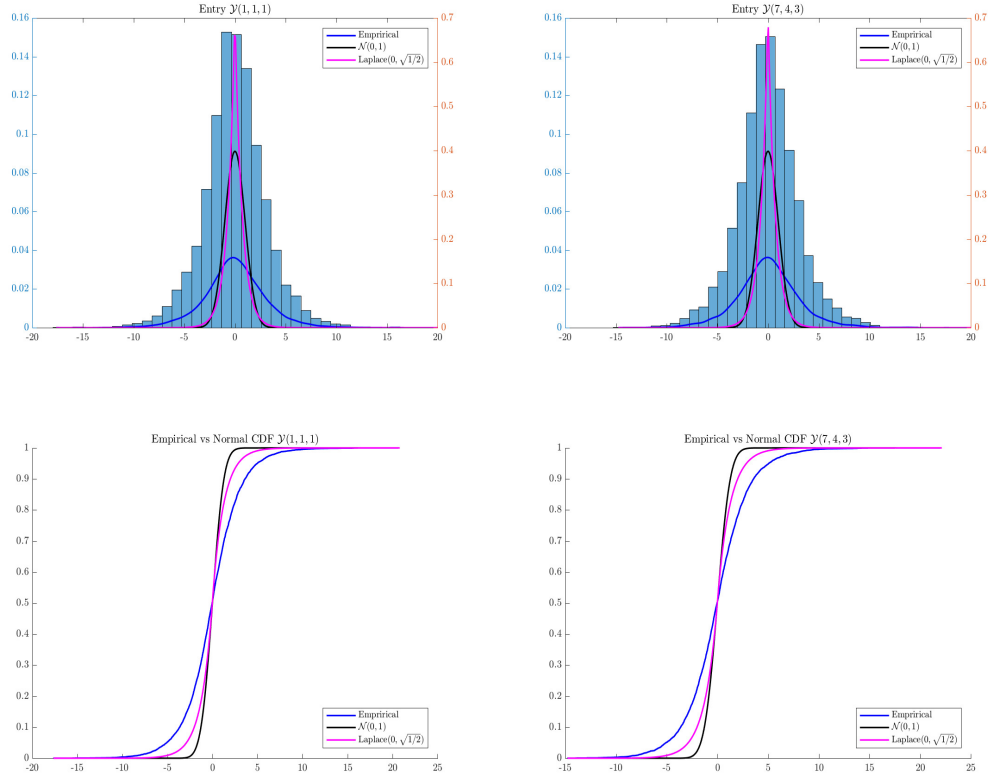 Entry 𝒴(1, 1, 1)
0.16
0.14
0.12
0.1
0.08
0.06
0.04
0.02
0
0.7
0.6
0.5
0.4
0.3
0.2
0.1
0
-20 -15 -10 -5 0 5 10 15 20
Emprirical
𝒩(0, 1)
Laplace(0, √1/2)
Entry 𝒴(7, 4, 3)
0.16
0.14
0.12
0.1
0.08
0.06
0.04
0.02
0
0.7
0.6
0.5
0.4
0.3
0.2
0.1
0
-20 -15 -10 -5 0 5 10 15 20
Emprirical
𝒩(0, 1)
Laplace(0, √1/2)
Empirical vs Normal CDF 𝒴(1, 1, 1)
1
0.9
0.8
0.7
0.6
0.5
0.4
0.3
0.2
0.1
0
-20 -15 -10 -5 0 5 10 15 20 25
Emprirical
𝒩(0, 1)
Laplace(0, √1/2)
Empirical vs Normal CDF 𝒴(7, 4, 3)
1
0.9
0.8
0.7
0.6
0.5
0.4
0.3
0.2
0.1
0
-15 -10 -5 0 5 10 15 20 25
Emprirical
𝒩(0, 1)
Laplace(0, √1/2)